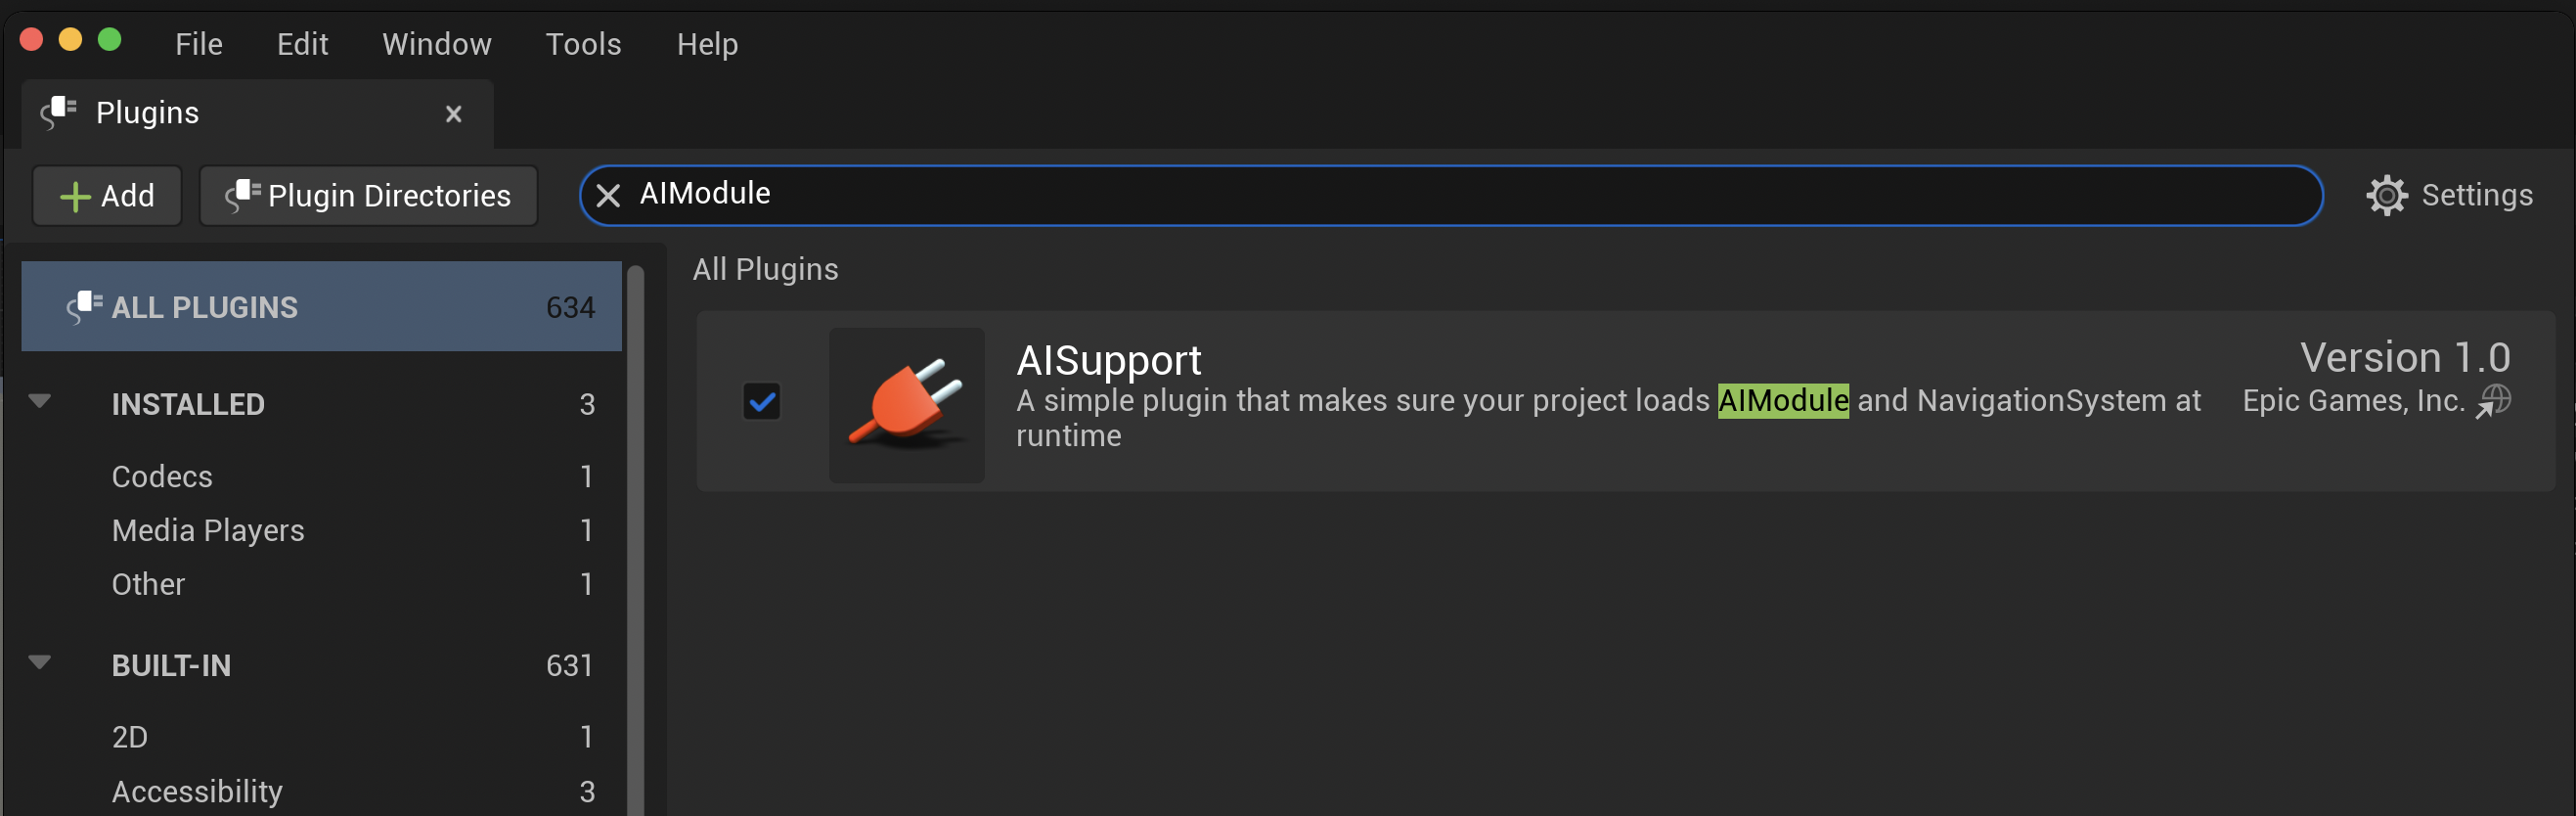 File Edit Window Tools Help
Plugins
Add Plugin Directories AIModule Settings
ALL PLUGINS 634
INSTALLED 3
Codecs 1
Media Players 1
Other 1
BUILT-IN 631
2D 1
Accessibility 3
All Plugins
AISupport Version 1.0
A simple plugin that makes sure your project loads AIModule and NavigationSystem at Epic Games, Inc.
runtime